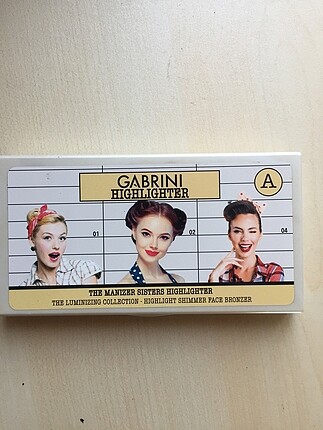 GABRINI
HIGHLIGHTER
A
01
02
04
THE MANIZER SISTERS HIGHLIGHTER
THE LUMINIZING COLLECTION - HIGHLIGHT SHIMMER FACE BRONZER